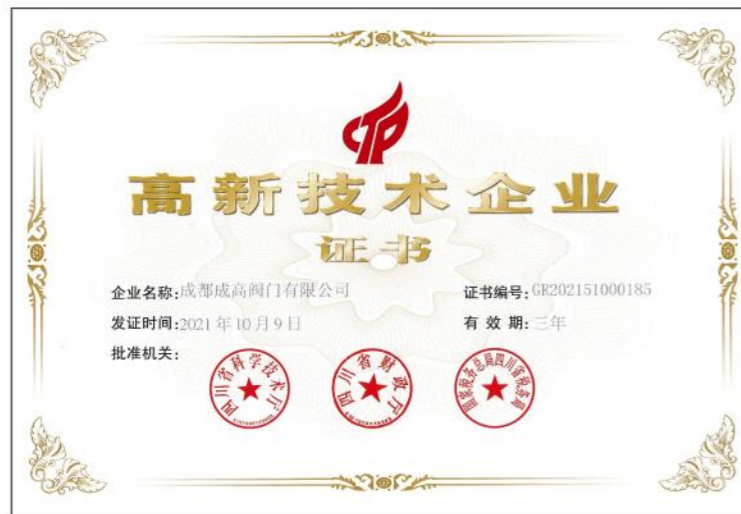 高新技术企业
证书
企业名称:成都成高阀门有限公司
证书编号:GR202151000185
发证时间:2021年10月9日
有 效 期:三年
批准机关:
四川省科学技术厅
四川省财政厅
国家税务总局四川省税务局